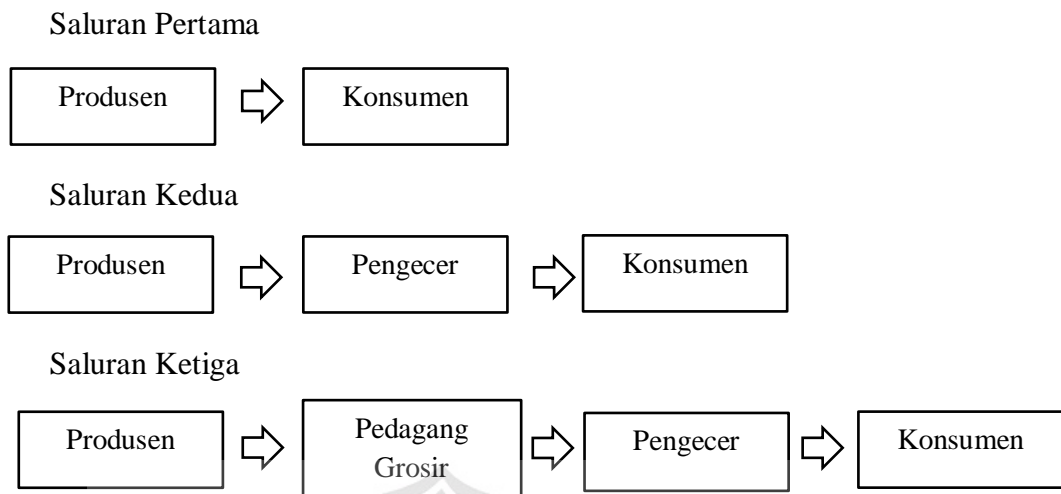 Saluran Pertama
Produsen
Konsumen
Saluran Kedua
Produsen
Pengecer
Konsumen
Saluran Ketiga
Produsen
Pedagang
Grosir
Pengecer
Konsumen